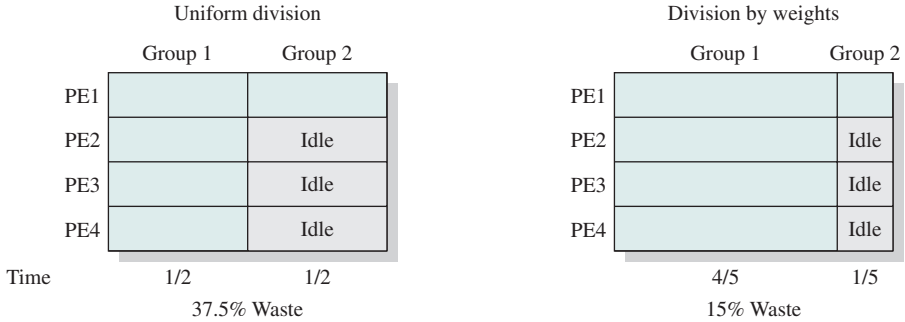 Uniform division
Group 1 Group 2
PE1
PE2 Idle
PE3 Idle
PE4 Idle
Time 1/2 1/2
37.5% Waste
Division by weights
Group 1 Group 2
PE1
PE2 Idle
PE3 Idle
PE4 Idle
4/5 1/5
15% Waste